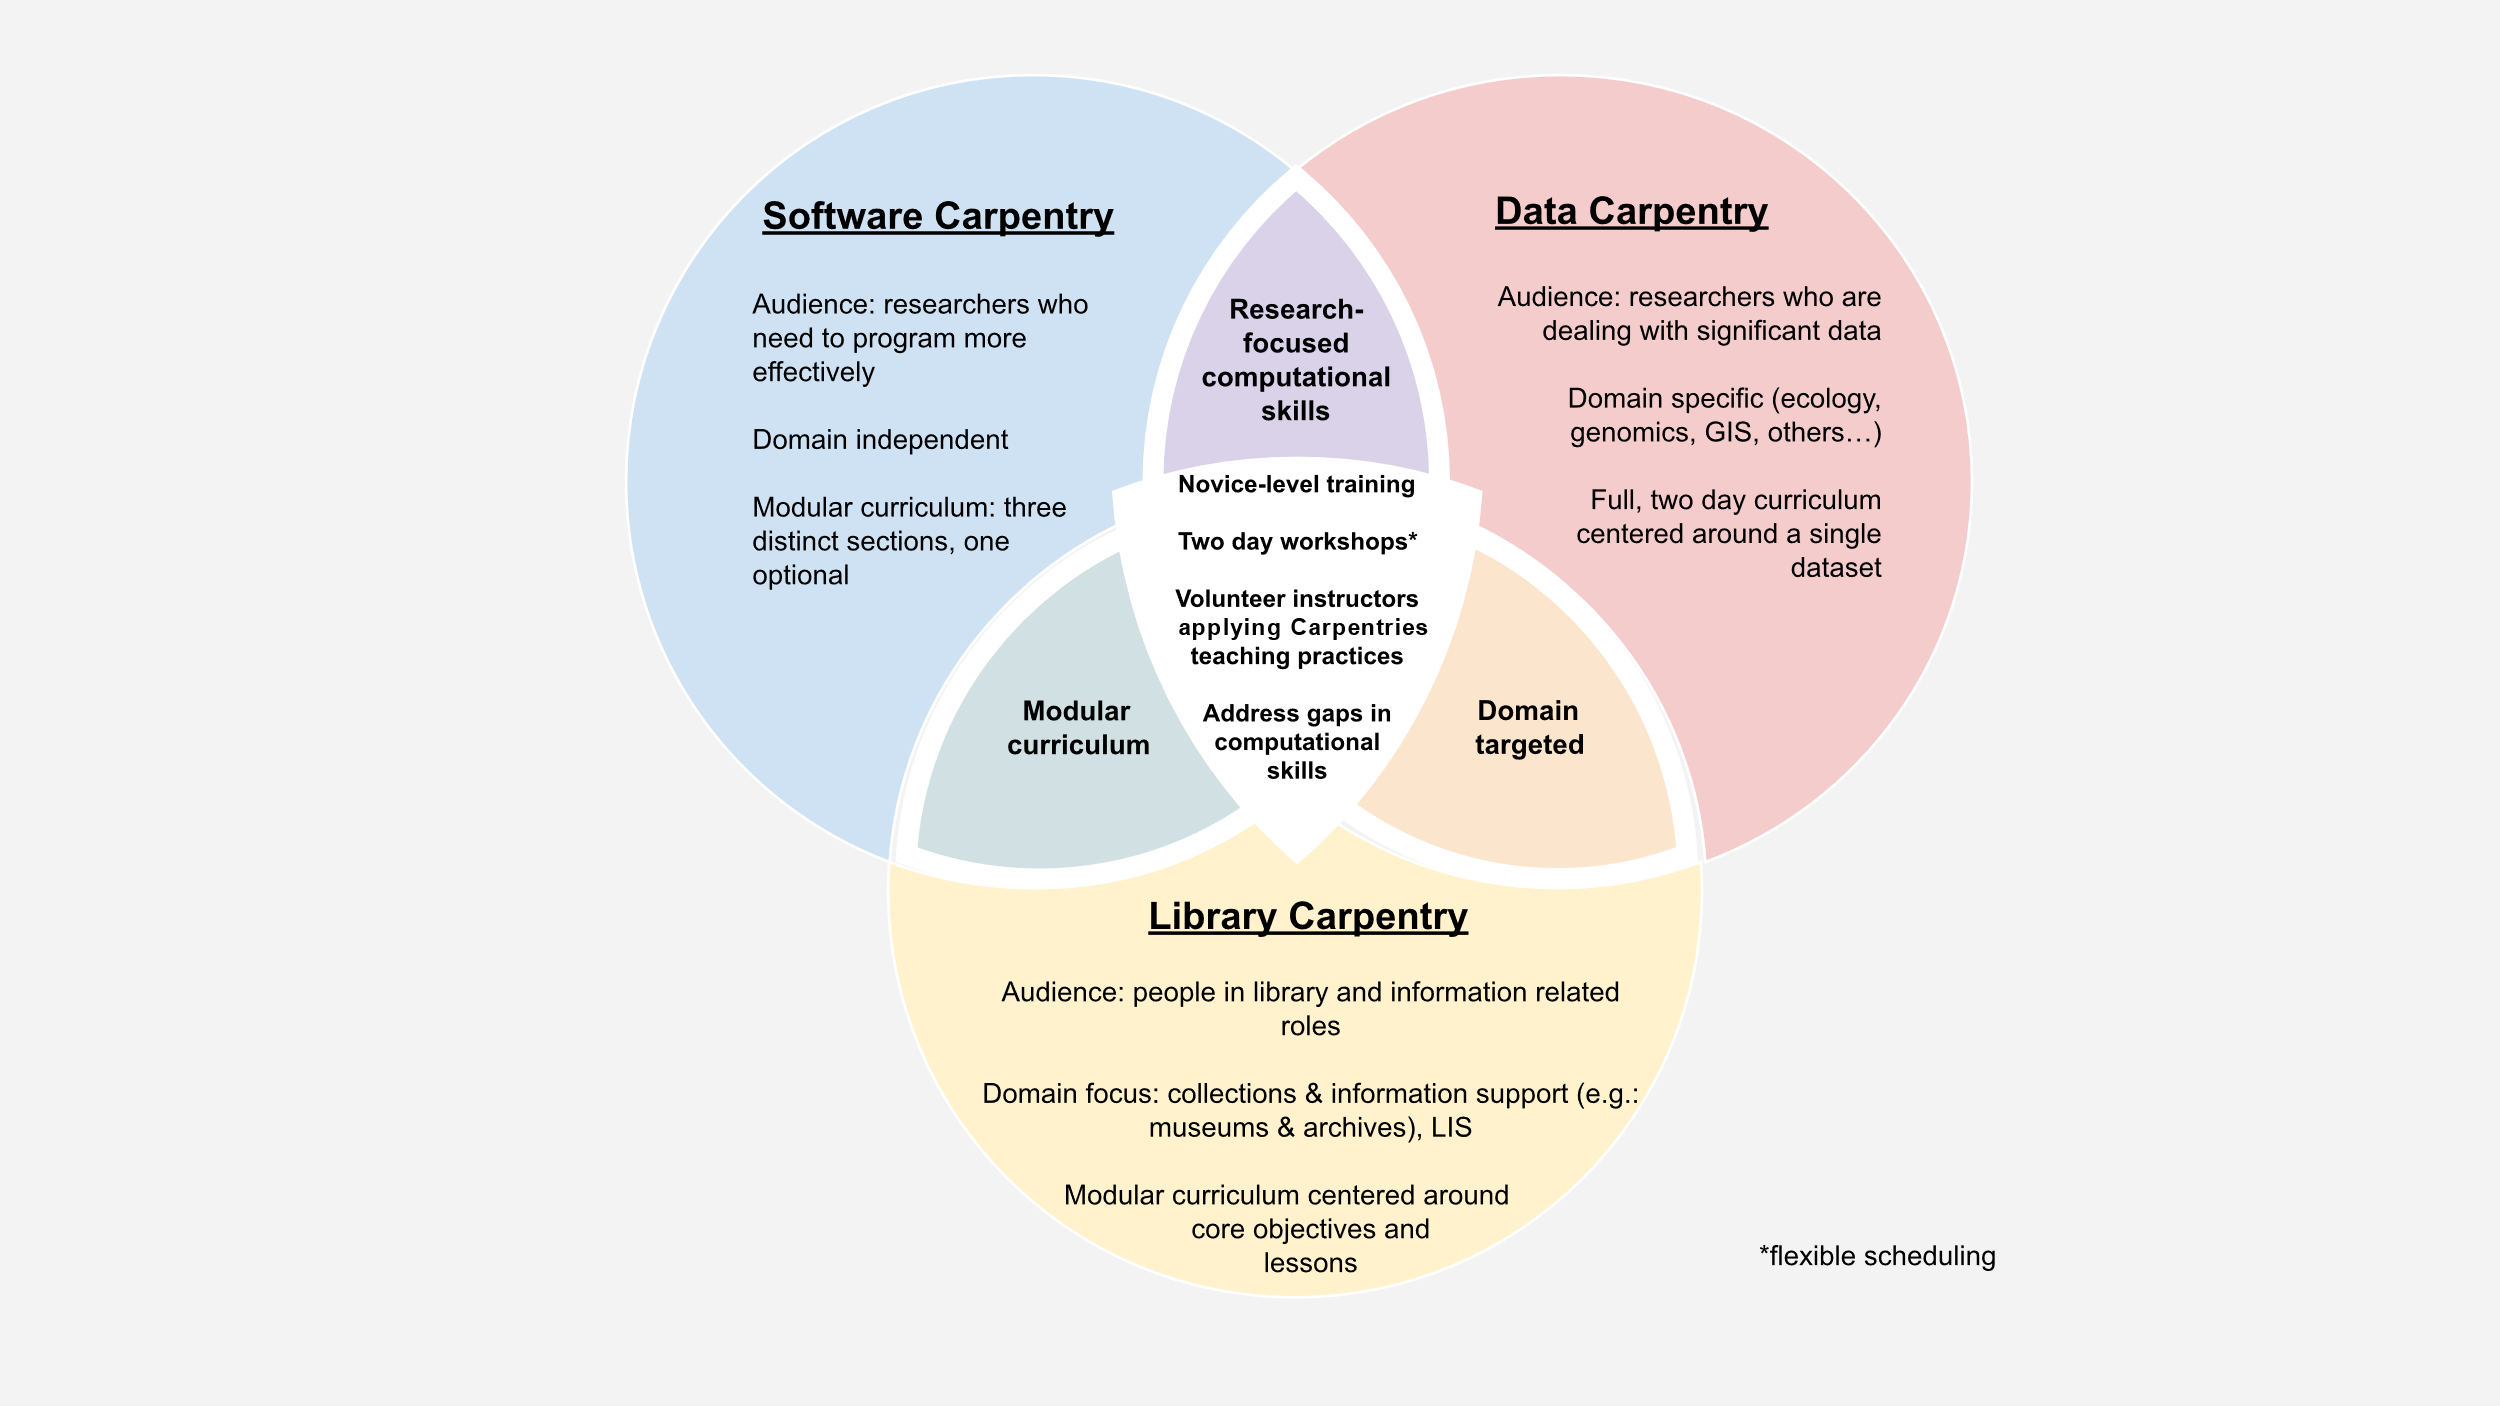 Software Carpentry
Audience: researchers who
need to program more
effectively
Domain independent
Modular curriculum: three
distinct sections, one
optional
Data Carpentry
Audience: researchers who are
dealing with significant data
Domain specific (ecology,
genomics, GIS, others…)
Full, two day curriculum
centered around a single
dataset
Research-
focused
computational
skills
Novice-level training
Two day workshops*
Volunteer instructors
applying Carpentries
teaching practices
Address gaps in
computational
skills
Modular
curriculum
Domain
targeted
Library Carpentry
Audience: people in library and information related
roles
Domain focus: collections & information support (e.g.:
museums & archives), LIS
Modular curriculum centered around
core objectives and
lessons
*flexible scheduling